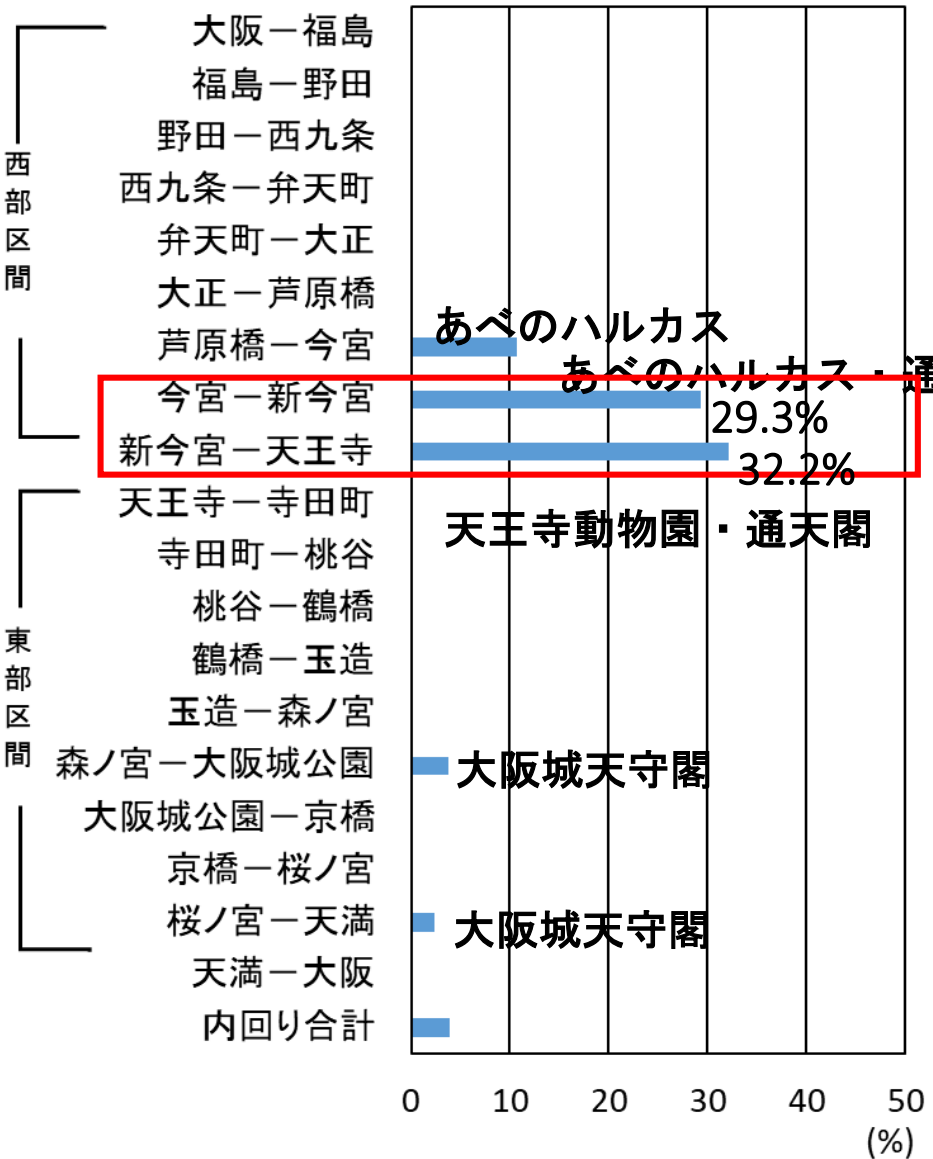 大阪－福島
福島－野田
野田－西九条
西九条－弁天町
弁天町－大正
大正－芦原橋
芦原橋－今宮
今宮－新今宮
新今宮－天王寺
天王寺－寺田町
寺田町－桃谷
桃谷－鶴橋
鶴橋－玉造
玉造－森ノ宮
森ノ宮－大阪城公園
大阪城公園－京橋
京橋－桜ノ宮
桜ノ宮－天満
天満－大阪
内回り合計
西部区間
東部区間
あべのハルカス
あべのハルカス・通
29.3%
32.2%
天王寺動物園・通天閣
大阪城天守閣
大阪城天守閣
0 10 20 30 40 50
(%)